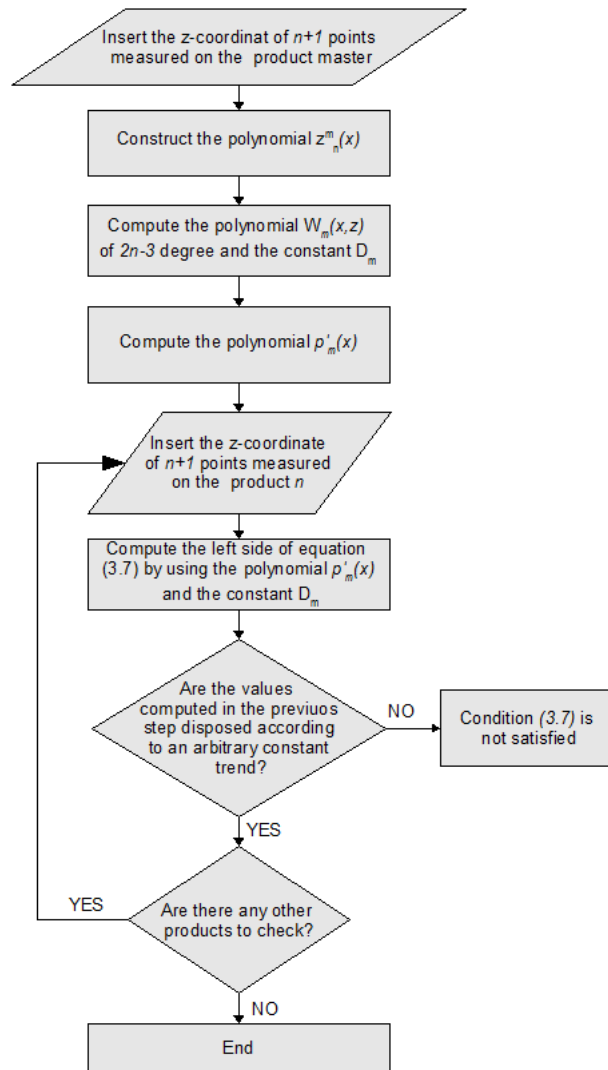 Insert the z-coordinat of n+1 points
measured on the product master
Construct the polynomial zᵐₙ(x)
Compute the polynomial Wₘ(x,z)
of 2n-3 degree and the constant Dₘ
Compute the polynomial p'ₘ(x)
Insert the z-coordinate
of n+1 points measured
on the product n
Compute the left side of equation
(3.7) by using the polynomial p'ₘ(x)
and the constant Dₘ
Are the values
computed in the previuos
step disposed according
to an arbitrary constant
trend?
NO
Condition (3.7) is
not satisfied
YES
YES
Are there any other
products to check?
NO
End